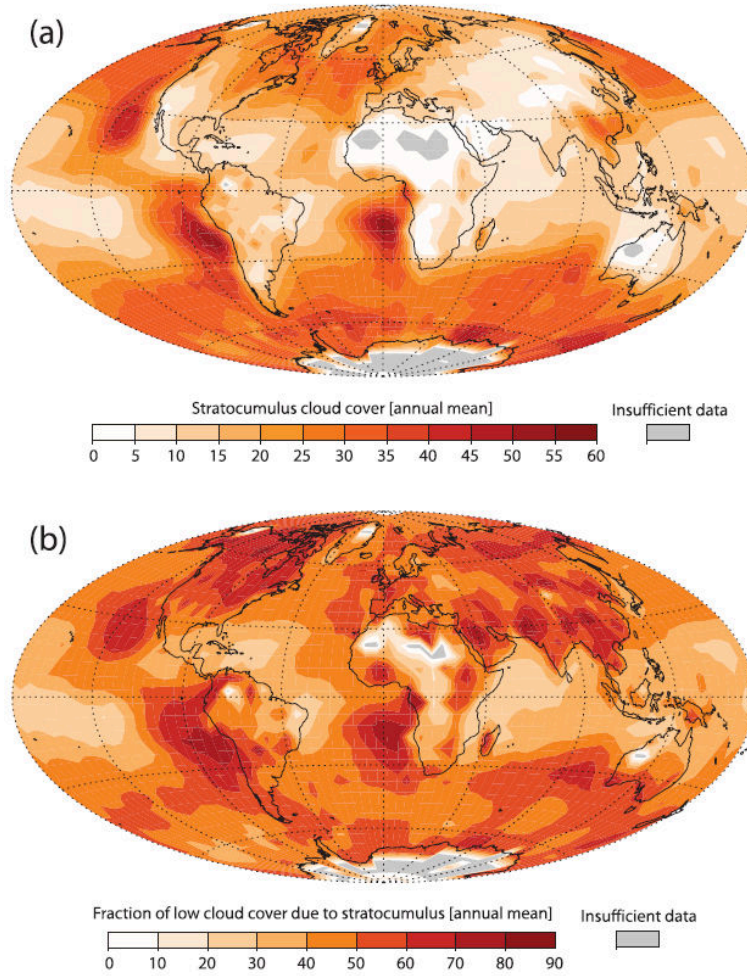 (a)
Stratocumulus cloud cover [annual mean]
Insufficient data
0 5 10 15 20 25 30 35 40 45 50 55 60
(b)
Fraction of low cloud cover due to stratocumulus [annual mean]
Insufficient data
0 10 20 30 40 50 60 70 80 90